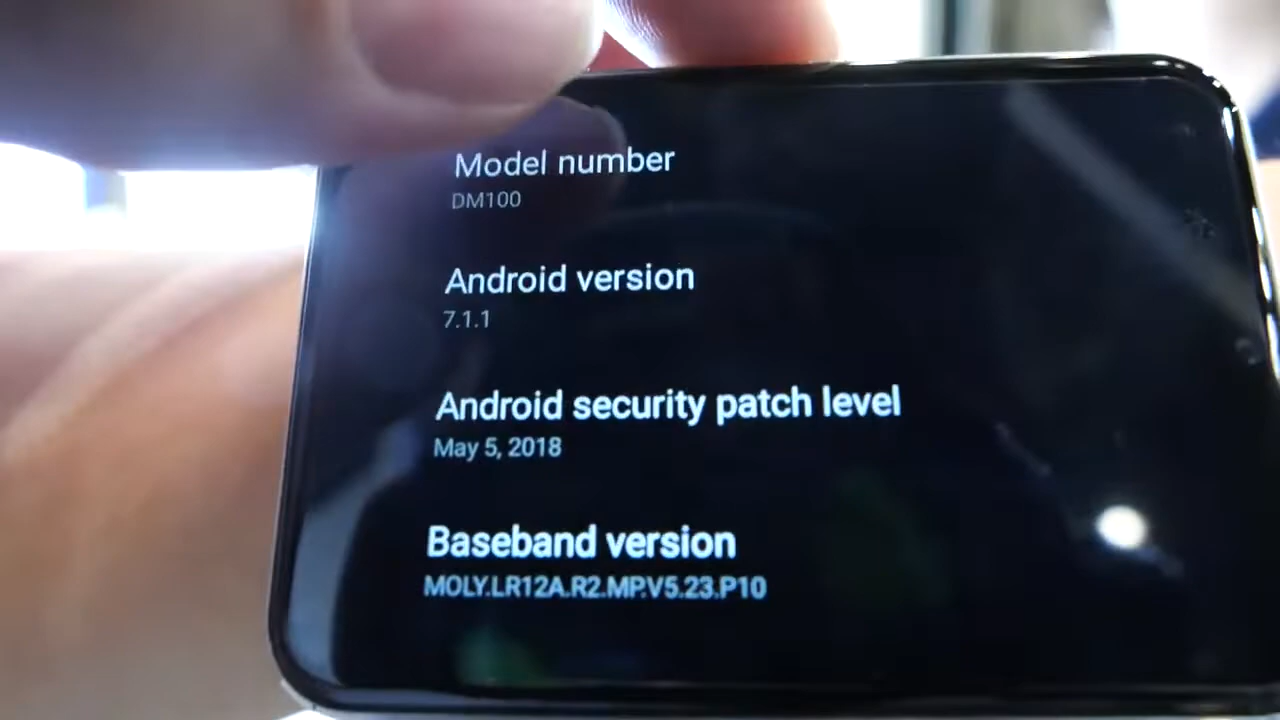 Model number
DM100
Android version
7.1.1
Android security patch level
May 5, 2018
Baseband version
MOLY.LR12A.R2.MP.V5.23.P10